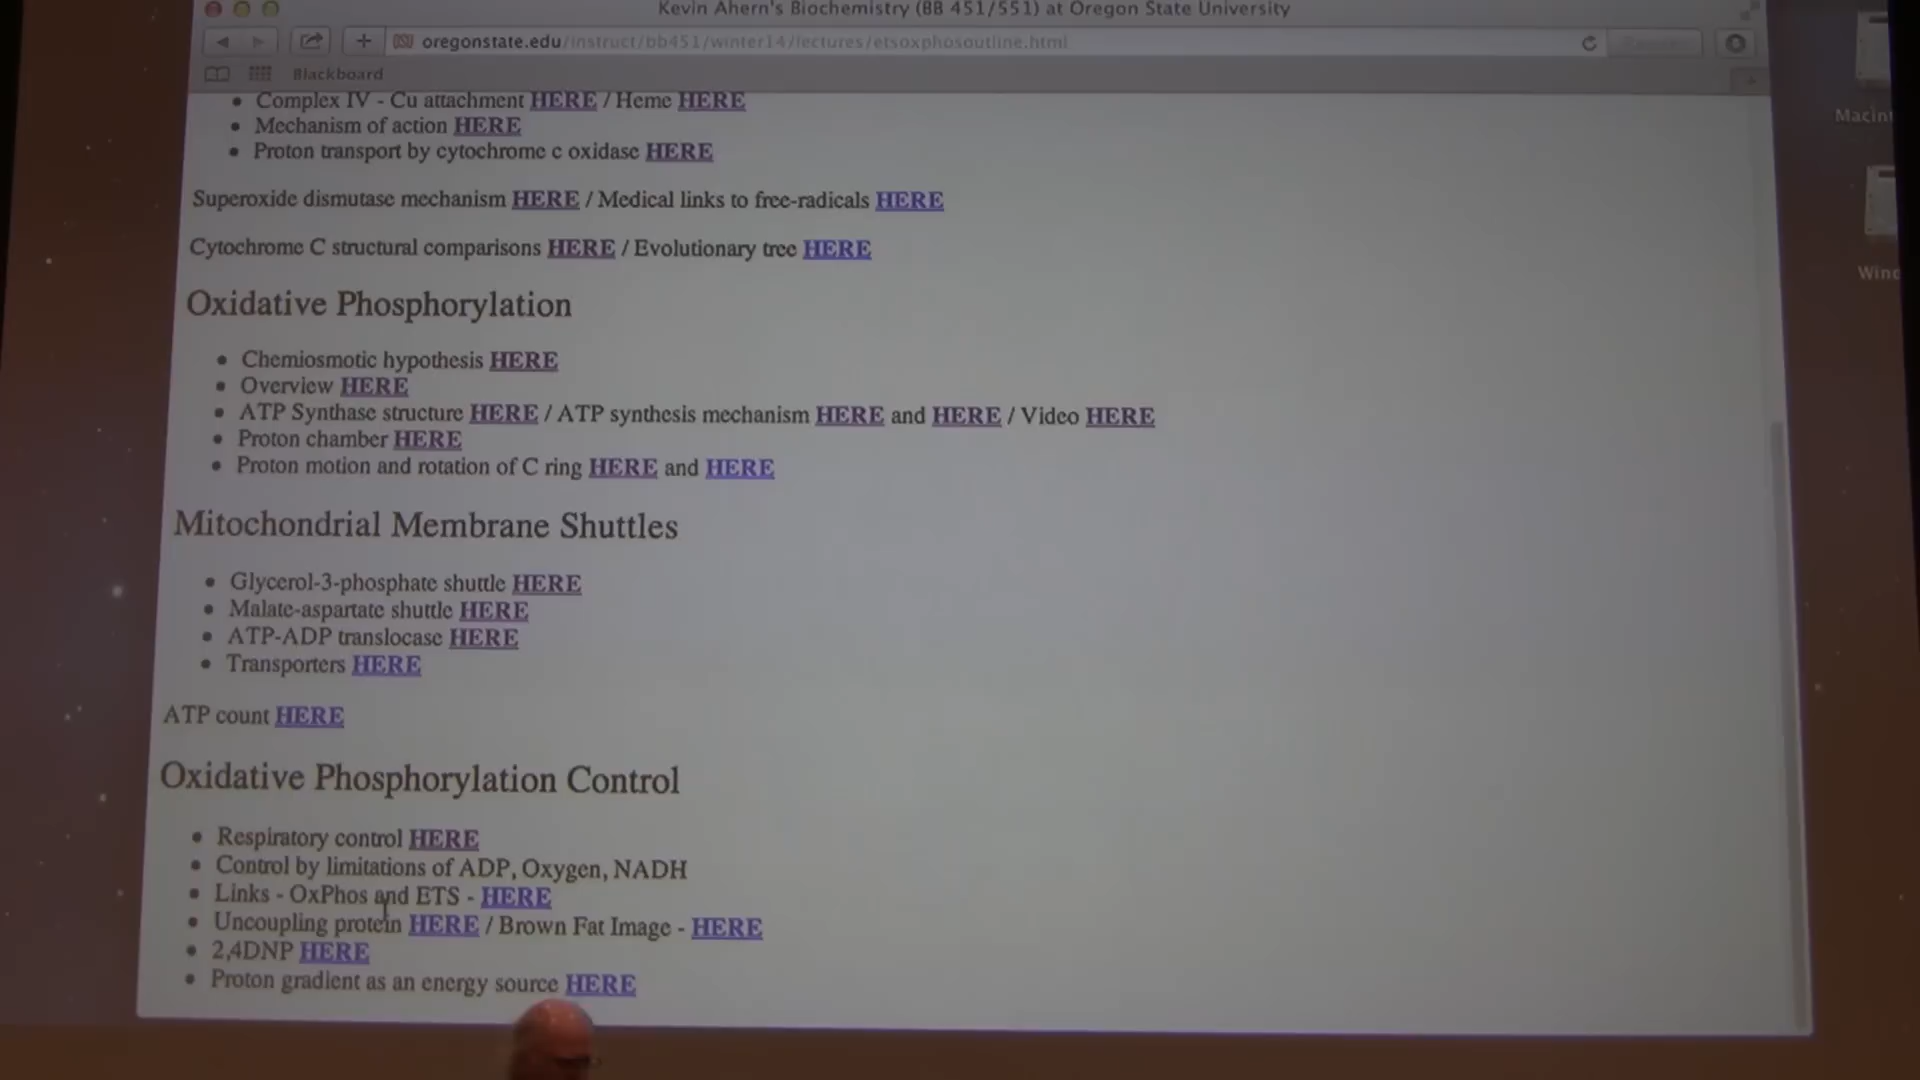 Kevin Ahern's Biochemistry (BB 451/551) at Oregon State University
oregonstate.edu/instruct/bb451/winter14/lectures/etsoxphosoutline.html
Blackboard
Complex IV - Cu attachment HERE / Heme HERE
Mechanism of action HERE
Proton transport by cytochrome c oxidase HERE
Superoxide dismutase mechanism HERE / Medical links to free-radicals HERE
Cytochrome C structural comparisons HERE / Evolutionary tree HERE
Oxidative Phosphorylation
Chemiosmotic hypothesis HERE
Overview HERE
ATP Synthase structure HERE / ATP synthesis mechanism HERE and HERE / Video HERE
Proton chamber HERE
Proton motion and rotation of C ring HERE and HERE
Mitochondrial Membrane Shuttles
Glycerol-3-phosphate shuttle HERE
Malate-aspartate shuttle HERE
ATP-ADP translocase HERE
Transporters HERE
ATP count HERE
Oxidative Phosphorylation Control
Respiratory control HERE
Control by limitations of ADP, Oxygen, NADH
Links - OxPhos and ETS - HERE
Uncoupling protein HERE / Brown Fat Image - HERE
2,4DNP HERE
Proton gradient as an energy source HERE